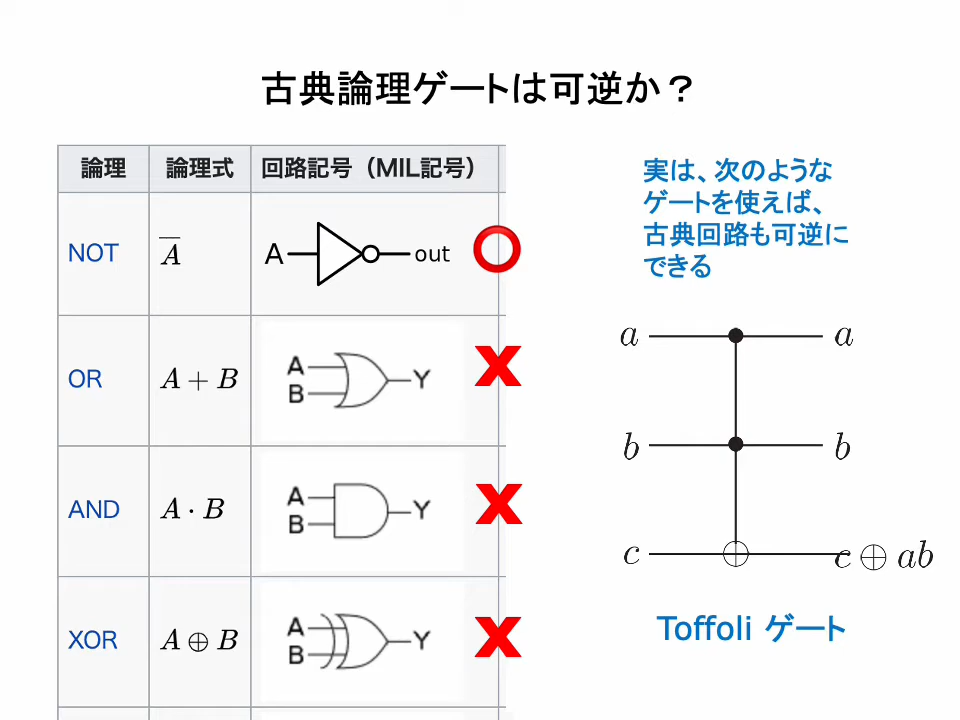 古典論理ゲートは可逆か？
論理 論理式 回路記号（MIL記号）
NOT A̅ A out
OR A + B A B Y
AND A · B A B Y
XOR A ⊕ B A B Y
実は、次のような
ゲートを使えば、
古典回路も可逆に
できる
a a
b b
c c ⊕ ab
Toffoli ゲート